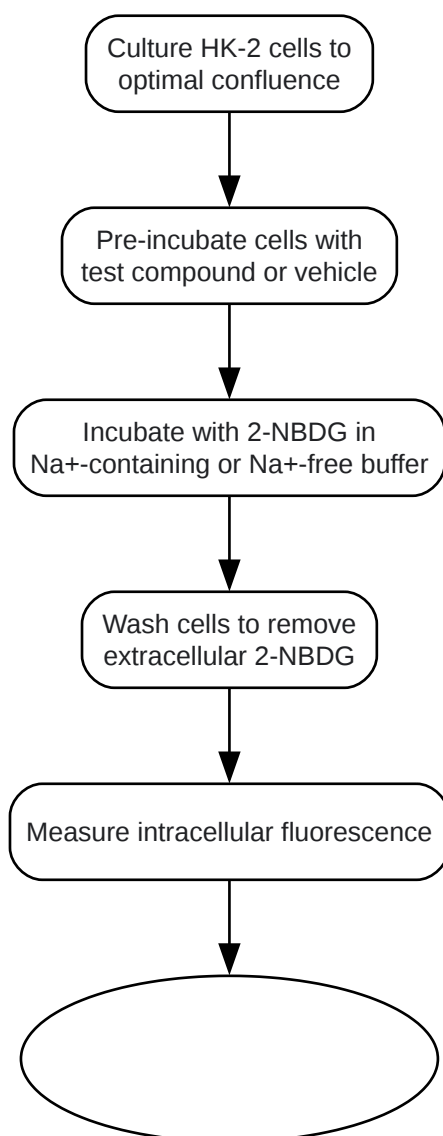 Culture HK-2 cells to
optimal confluence
Pre-incubate cells with
test compound or vehicle
Incubate with 2-NBDG in
Na+-containing or Na+-free buffer
Wash cells to remove
extracellular 2-NBDG
Measure intracellular fluorescence